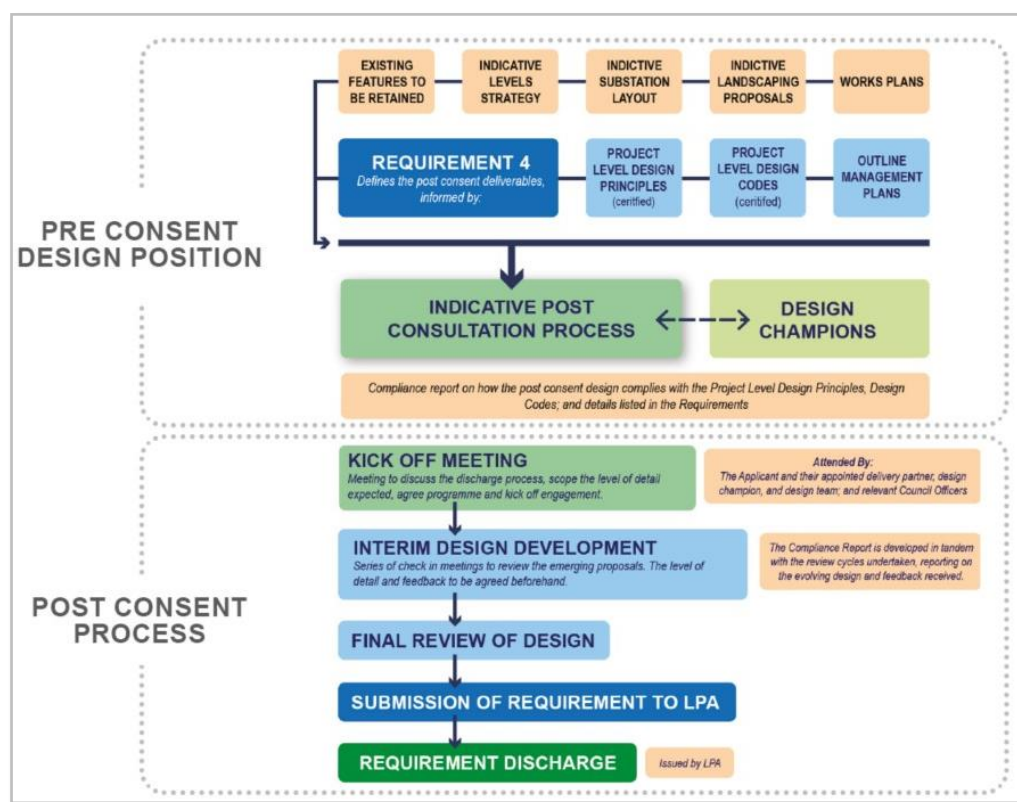 PRE CONSENT
DESIGN POSITION
EXISTING
FEATURES TO
BE RETAINED
INDICATIVE
LEVELS
STRATEGY
INDICTIVE
SUBSTATION
LAYOUT
INDICTIVE
LANDSCAPING
PROPOSALS
WORKS PLANS
REQUIREMENT 4
Defines the post consent deliverables,
informed by:
PROJECT
LEVEL DESIGN
PRINCIPLES
(ceritfied)
PROJECT
LEVEL DESIGN
CODES
(ceritifed)
OUTLINE
MANAGEMENT
PLANS
INDICATIVE POST
CONSULTATION PROCESS
DESIGN
CHAMPIONS
Compliance report on how the post consent design complies with the Project Level Design Principles, Design
Codes; and details listed in the Requirements
POST CONSENT
PROCESS
KICK OFF MEETING
Meeting to discuss the discharge process, scope the level of detail
expected, agree programme and kick off engagement.
Attended By:
The Applicant and their appointed delivery partner, design
champion, and design team; and relevant Council Officers
INTERIM DESIGN DEVELOPMENT
Series of check in meetings to review the emerging proposals. The level of
detail and feedback to be agreed beforehand.
The Compliance Report is developed in tandem
with the review cycles undertaken, reporting on
the evolving design and feedback received.
FINAL REVIEW OF DESIGN
SUBMISSION OF REQUIREMENT TO LPA
REQUIREMENT DISCHARGE
Issued by LPA